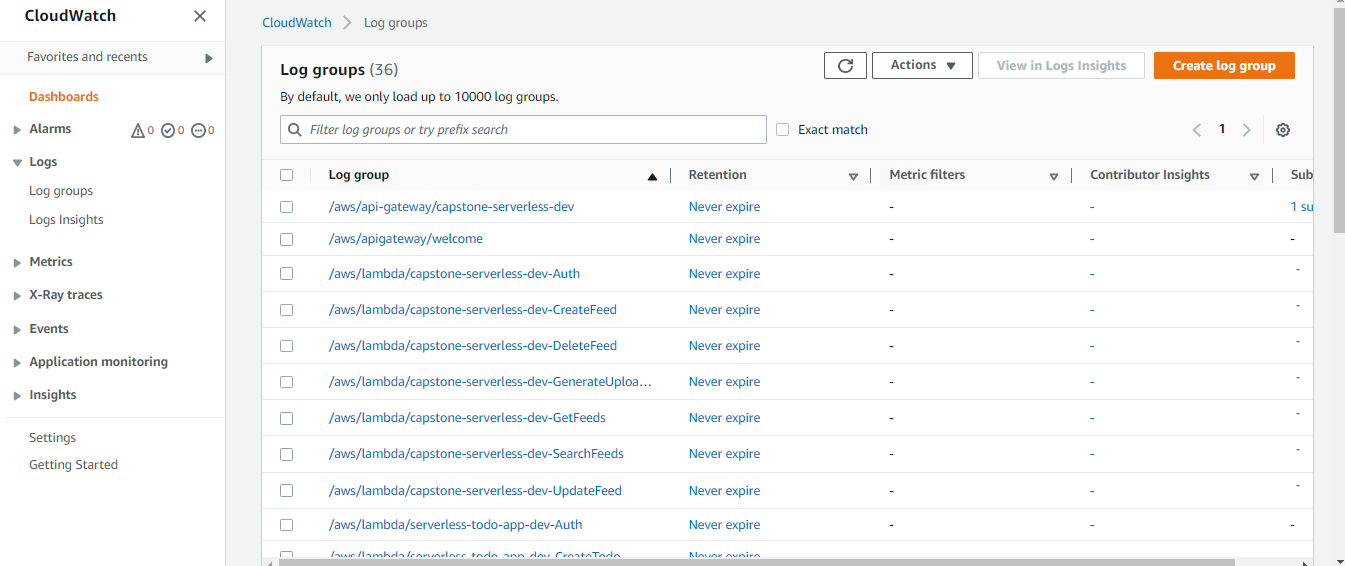 CloudWatch
Favorites and recents
Dashboards
Alarms 0 0 0
Logs
Log groups
Logs Insights
Metrics
X-Ray traces
Events
Application monitoring
Insights
Settings
Getting Started
CloudWatch > Log groups
Log groups (36)
Actions
View in Logs Insights
Create log group
By default, we only load up to 10000 log groups.
Filter log groups or try prefix search
Exact match
1
Log group Retention Metric filters Contributor Insights Sub
/aws/api-gateway/capstone-serverless-dev Never expire - - 1 su
/aws/apigateway/welcome Never expire - - -
/aws/lambda/capstone-serverless-dev-Auth Never expire - - -
/aws/lambda/capstone-serverless-dev-CreateFeed Never expire - - -
/aws/lambda/capstone-serverless-dev-DeleteFeed Never expire - - -
/aws/lambda/capstone-serverless-dev-GenerateUploa... Never expire - - -
/aws/lambda/capstone-serverless-dev-GetFeeds Never expire - - -
/aws/lambda/capstone-serverless-dev-SearchFeeds Never expire - - -
/aws/lambda/capstone-serverless-dev-UpdateFeed Never expire - - -
/aws/lambda/serverless-todo-app-dev-Auth Never expire - - -
/aws/lambda/serverless-todo-app-dev-CreateTodo Never expire